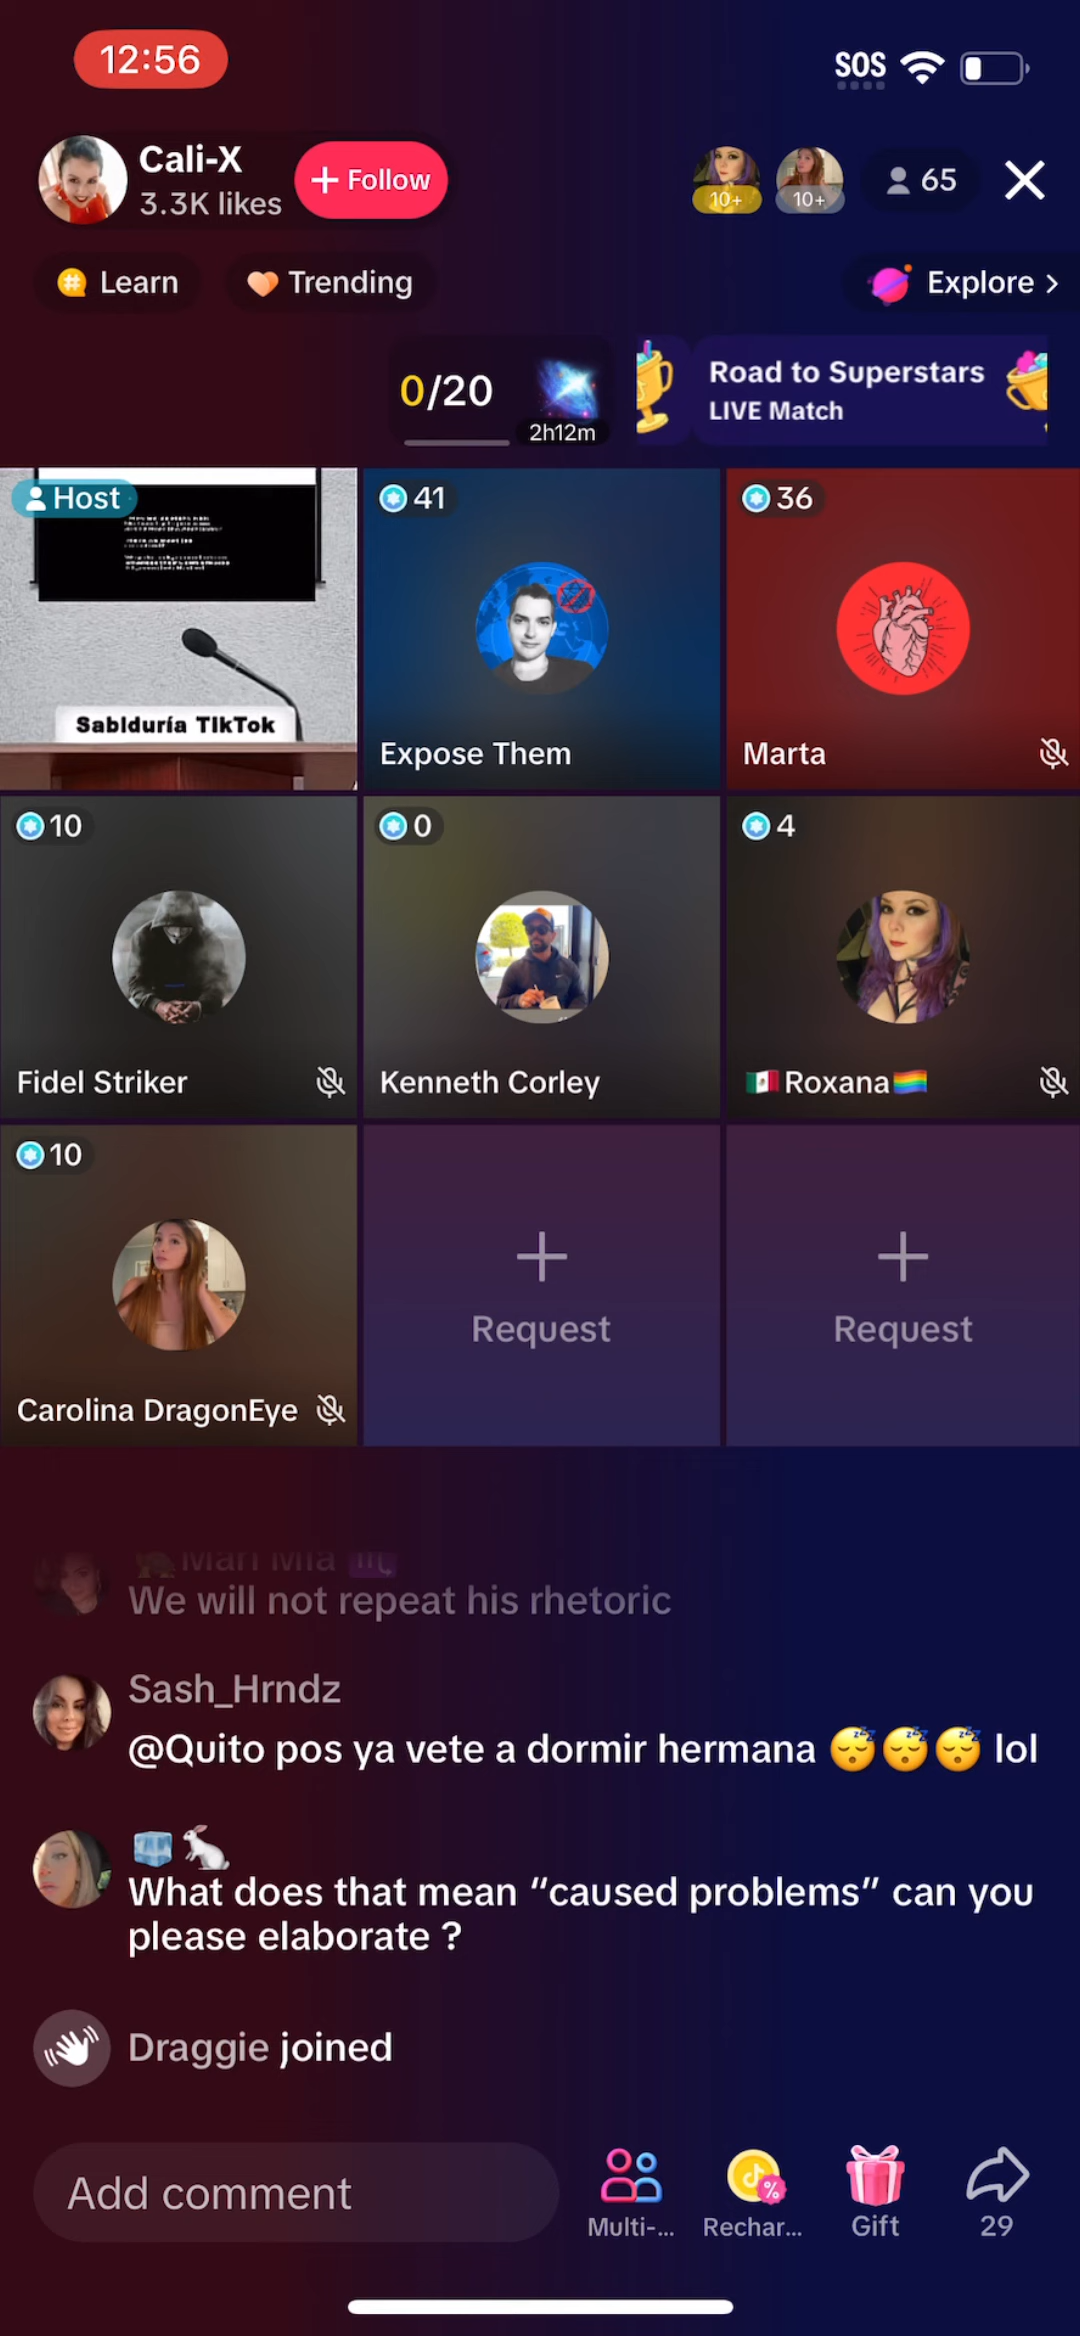 12:56
SOS
Cali-X
3.3K likes
+ Follow
10+
10+
65
Learn
Trending
Explore >
0/20
2h12m
Road to Superstars
LIVE Match
Host
Sabiduría TikTok
41
Expose Them
36
Marta
10
Fidel Striker
0
Kenneth Corley
4
🇲🇽Roxana🏳️‍🌈
10
Carolina DragonEye
Request
Request
Mari Mia ♏
We will not repeat his rhetoric
Sash_Hrndz
@Quito pos ya vete a dormir hermana 😴😴😴 lol
🧊🐇
What does that mean “caused problems” can you
please elaborate ?
Draggie joined
Add comment
Multi-...
Rechar...
Gift
29